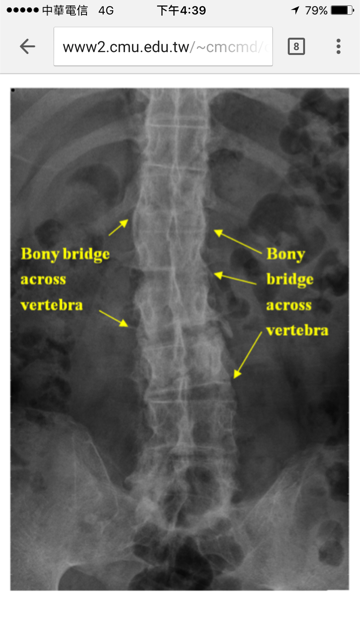 中華電信 4G 下午4:39 79%
www2.cmu.edu.tw/~cmcmd/ 8
Bony bridge
across
vertebra
Bony
bridge
across
vertebra